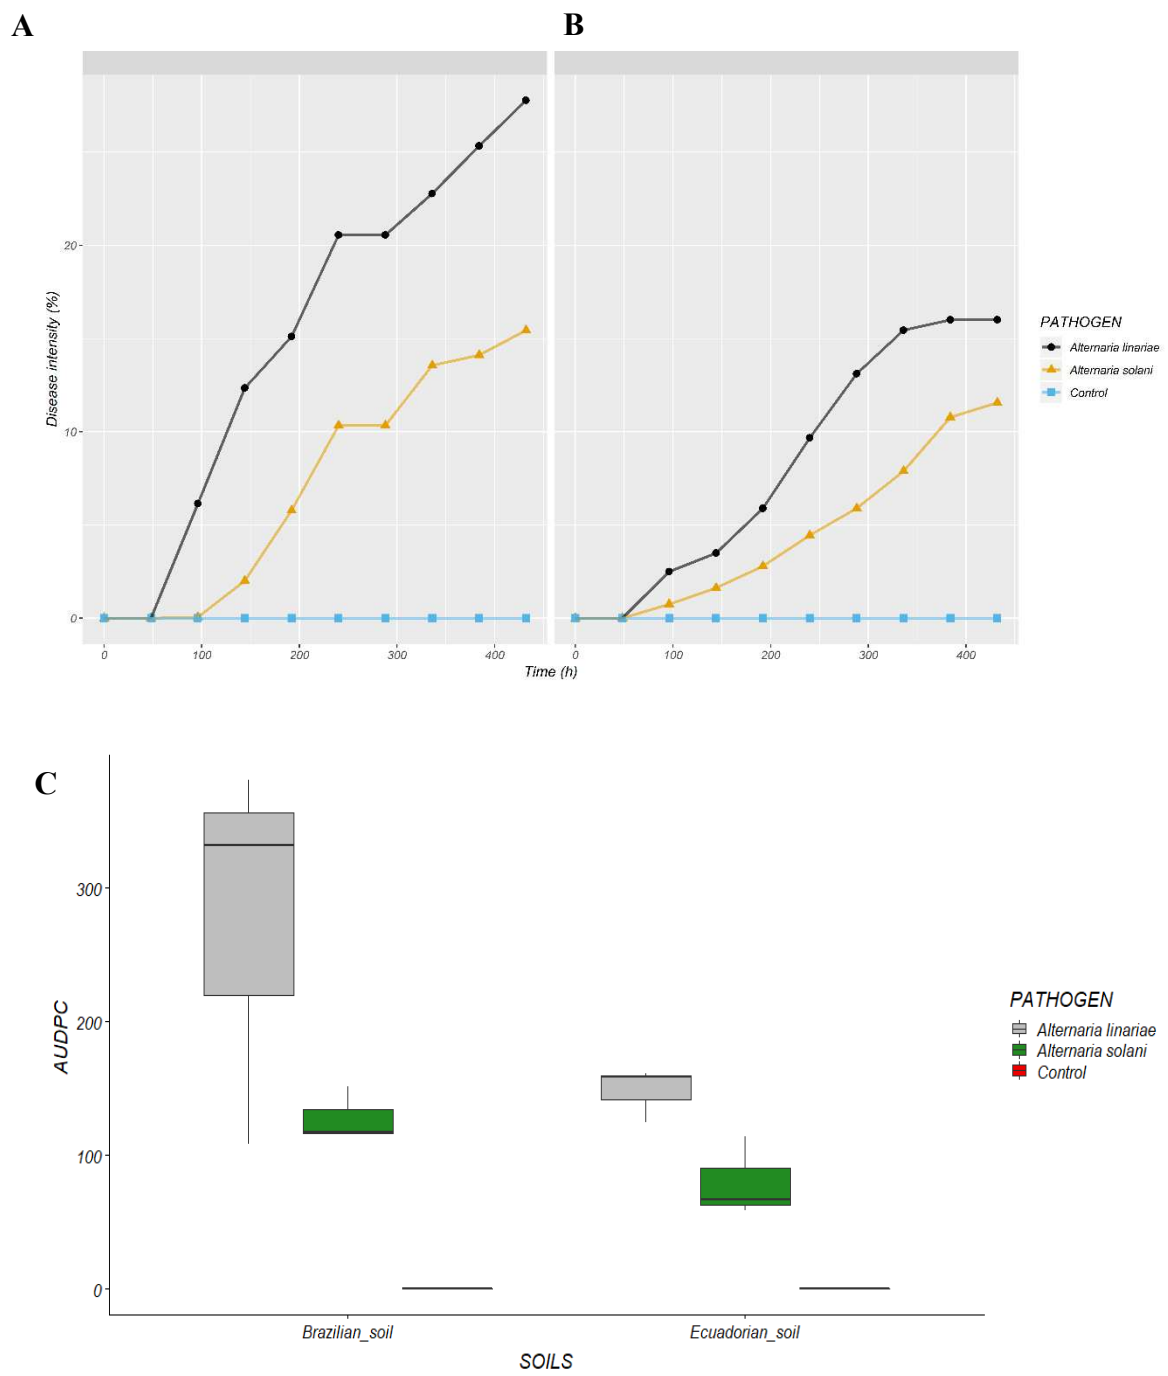 A
B
20
10
0
Disease intensity (%)
0 100 200 300 400
0 100 200 300 400
Time (h)
PATHOGEN
Alternaria linariae
Alternaria solani
Control
C
300
200
100
0
AUDPC
Brazilian_soil
Ecuadorian_soil
SOILS
PATHOGEN
Alternaria linariae
Alternaria solani
Control